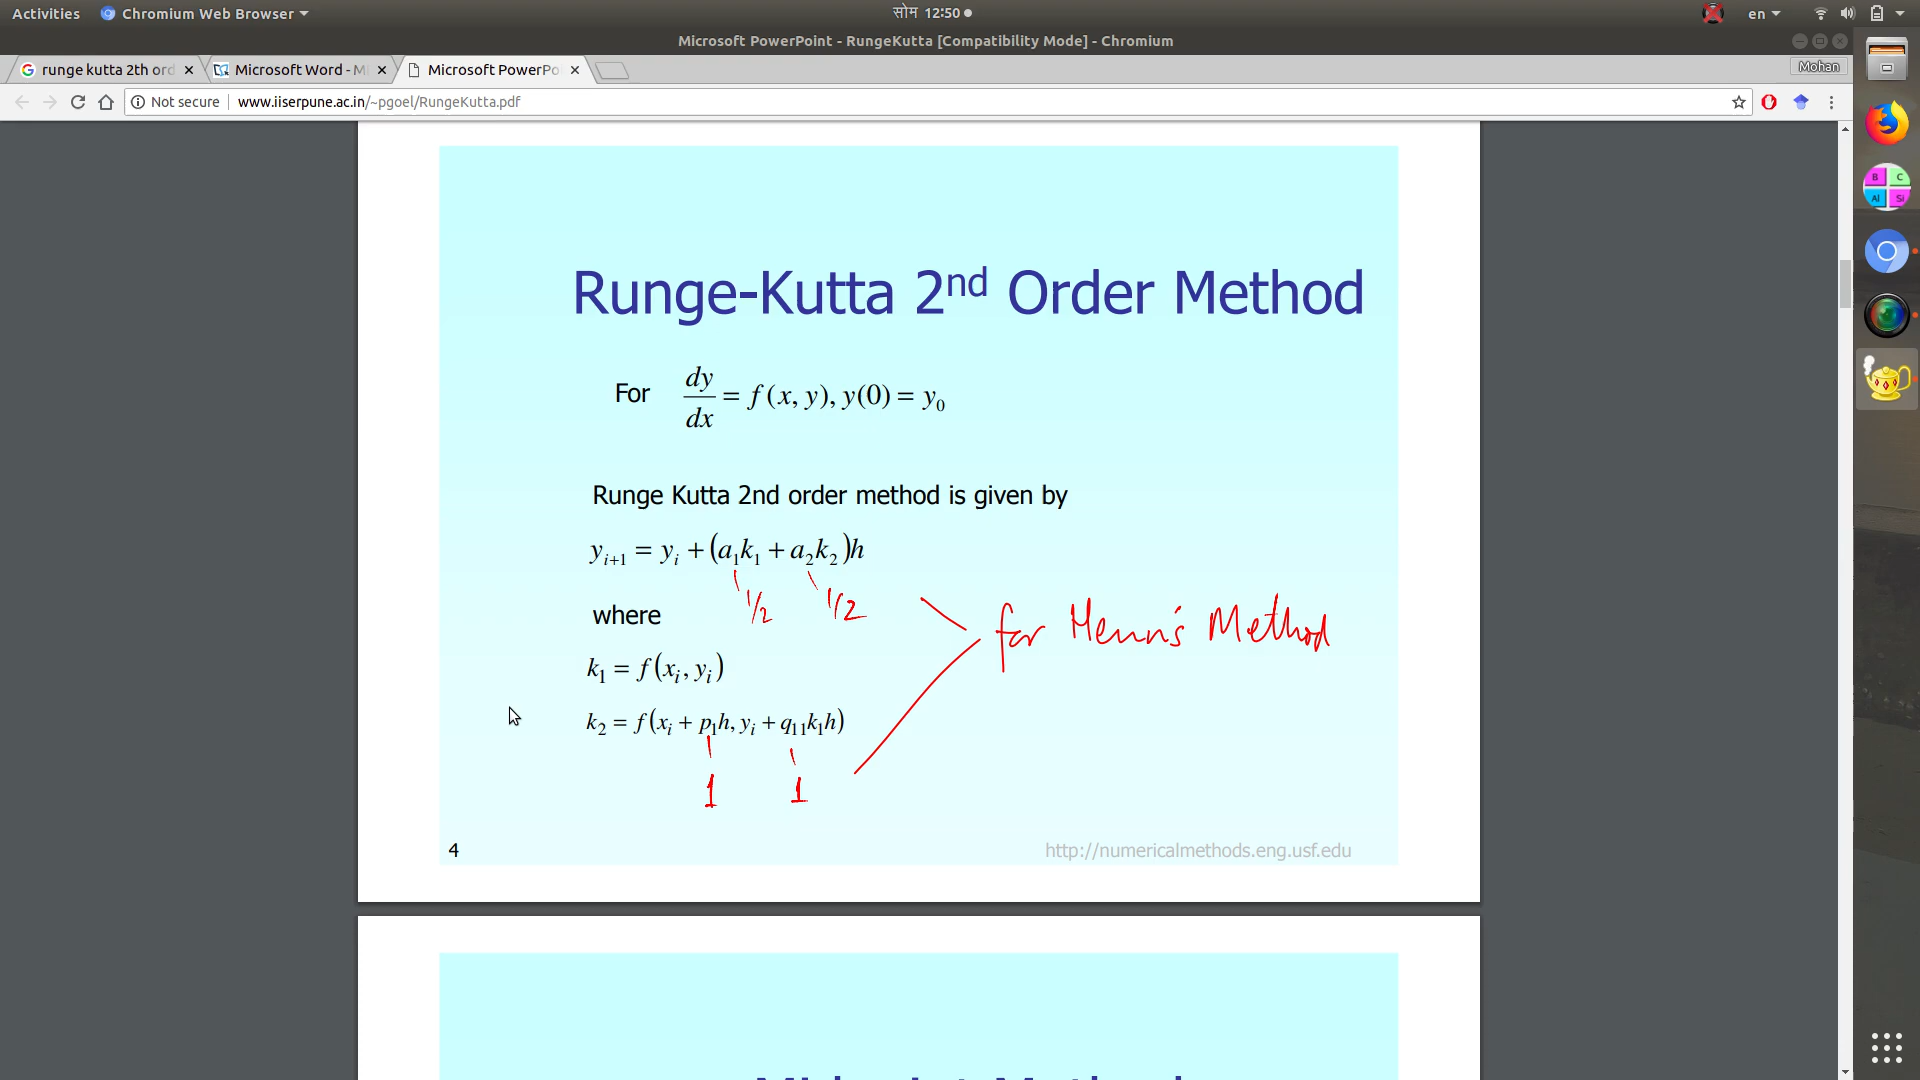 Activities Chromium Web Browser सोम 12:50 en
Microsoft PowerPoint - RungeKutta [Compatibility Mode] - Chromium
runge kutta 2th ord Microsoft Word - M Microsoft PowerPo Mohan
Not secure www.iiserpune.ac.in/~pgoel/RungeKutta.pdf
B C
Al Si
Runge-Kutta 2nd Order Method
For dy/dx = f(x, y), y(0) = y₀
Runge Kutta 2nd order method is given by
yᵢ₊₁ = yᵢ + (a₁k₁ + a₂k₂)h
1/2 1/2
where
for Heun's Method
k₁ = f(xᵢ, yᵢ)
k₂ = f(xᵢ + p₁h, yᵢ + q₁₁k₁h)
1 1
4 http://numericalmethods.eng.usf.edu